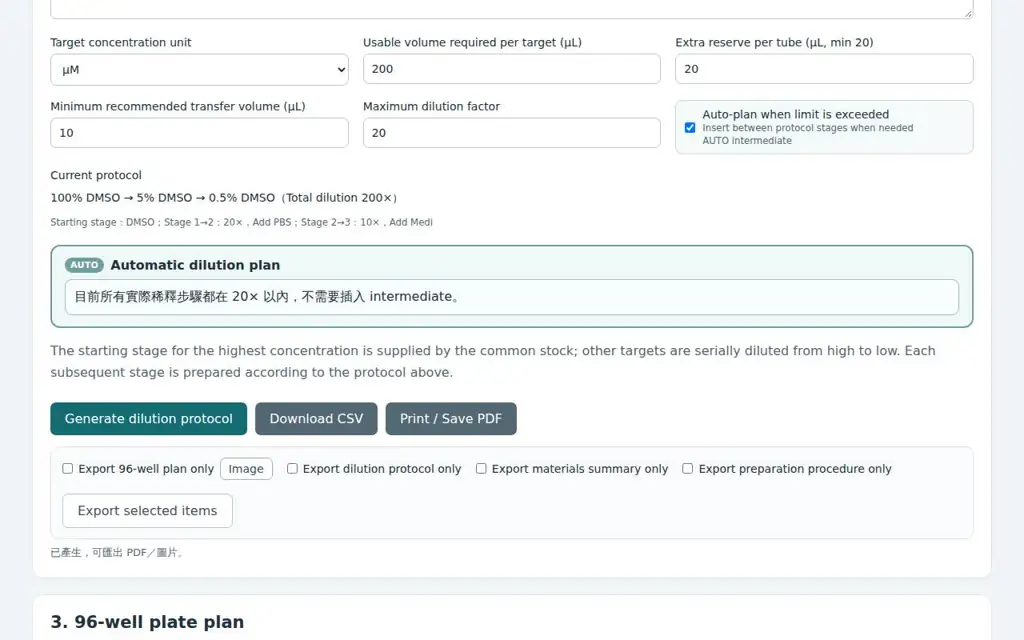 Target concentration unit
Usable volume required per target (μL)
Extra reserve per tube (μL, min 20)
μM
200
20
Minimum recommended transfer volume (μL)
Maximum dilution factor
10
20
Auto-plan when limit is exceeded
Insert between protocol stages when needed
AUTO intermediate
Current protocol
100% DMSO → 5% DMSO → 0.5% DMSO（Total dilution 200×）
Starting stage：DMSO；Stage 1→2：20×，Add PBS；Stage 2→3：10×，Add Medi
AUTO Automatic dilution plan
目前所有實際稀釋步驟都在 20× 以內，不需要插入 intermediate。
The starting stage for the highest concentration is supplied by the common stock; other targets are serially diluted from high to low. Each
subsequent stage is prepared according to the protocol above.
Generate dilution protocol
Download CSV
Print / Save PDF
Export 96-well plan only
Image
Export dilution protocol only
Export materials summary only
Export preparation procedure only
Export selected items
已產生，可匯出 PDF／圖片。
3. 96-well plate plan